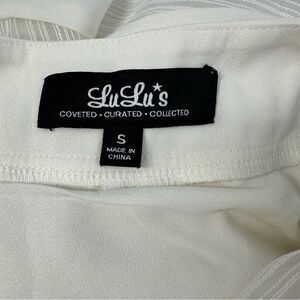 LuLu's
COVETED • CURATED • COLLECTED
S
MADE IN
CHINA